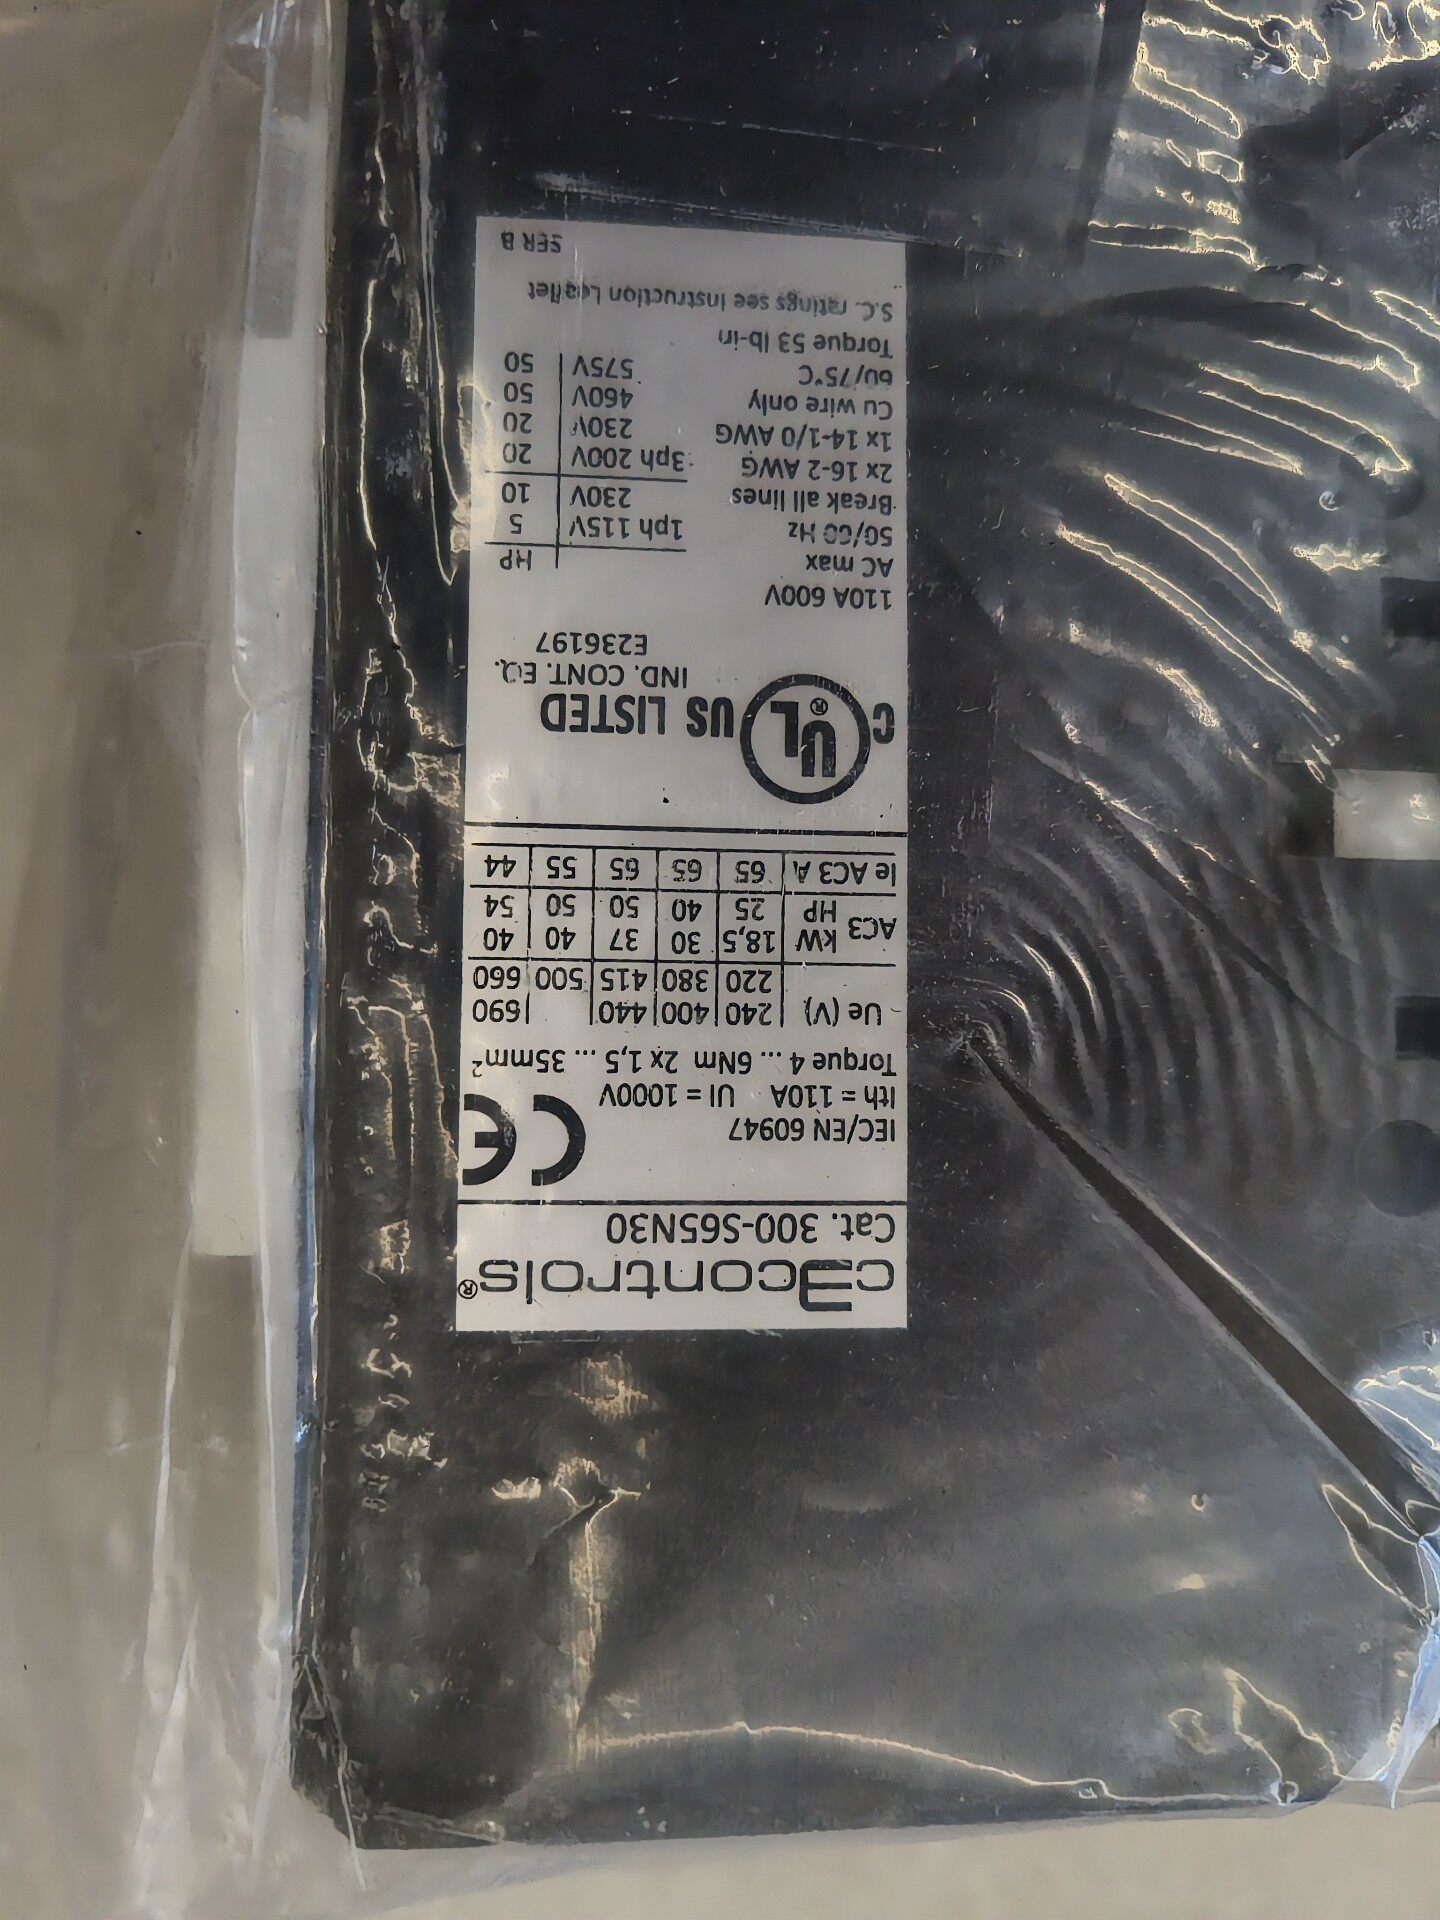 c3controls®
Cat. 300-S65N30
IEC/EN 60947
CE
Ith = 110A UI = 1000V
Torque 4 ... 6Nm 2x 1,5 ... 35mm²
Ue (V) 240 400 440 690
220 380 415 500 660
AC3 kW 18,5 30 37 40 40
HP 25 40 50 50 54
Ie AC3 A 65 65 65 55 44
C UL® US LISTED
IND. CONT. EQ.
E236197
110A 600V
AC max HP
50/60 Hz 1ph 115V 5
Break all lines 230V 10
2x 16-2 AWG 3ph 200V 20
1x 14-1/0 AWG 230V 20
Cu wire only 460V 50
60/75°C 575V 50
Torque 53 lb-in
S.C. ratings see Instruction Leaflet
SER B